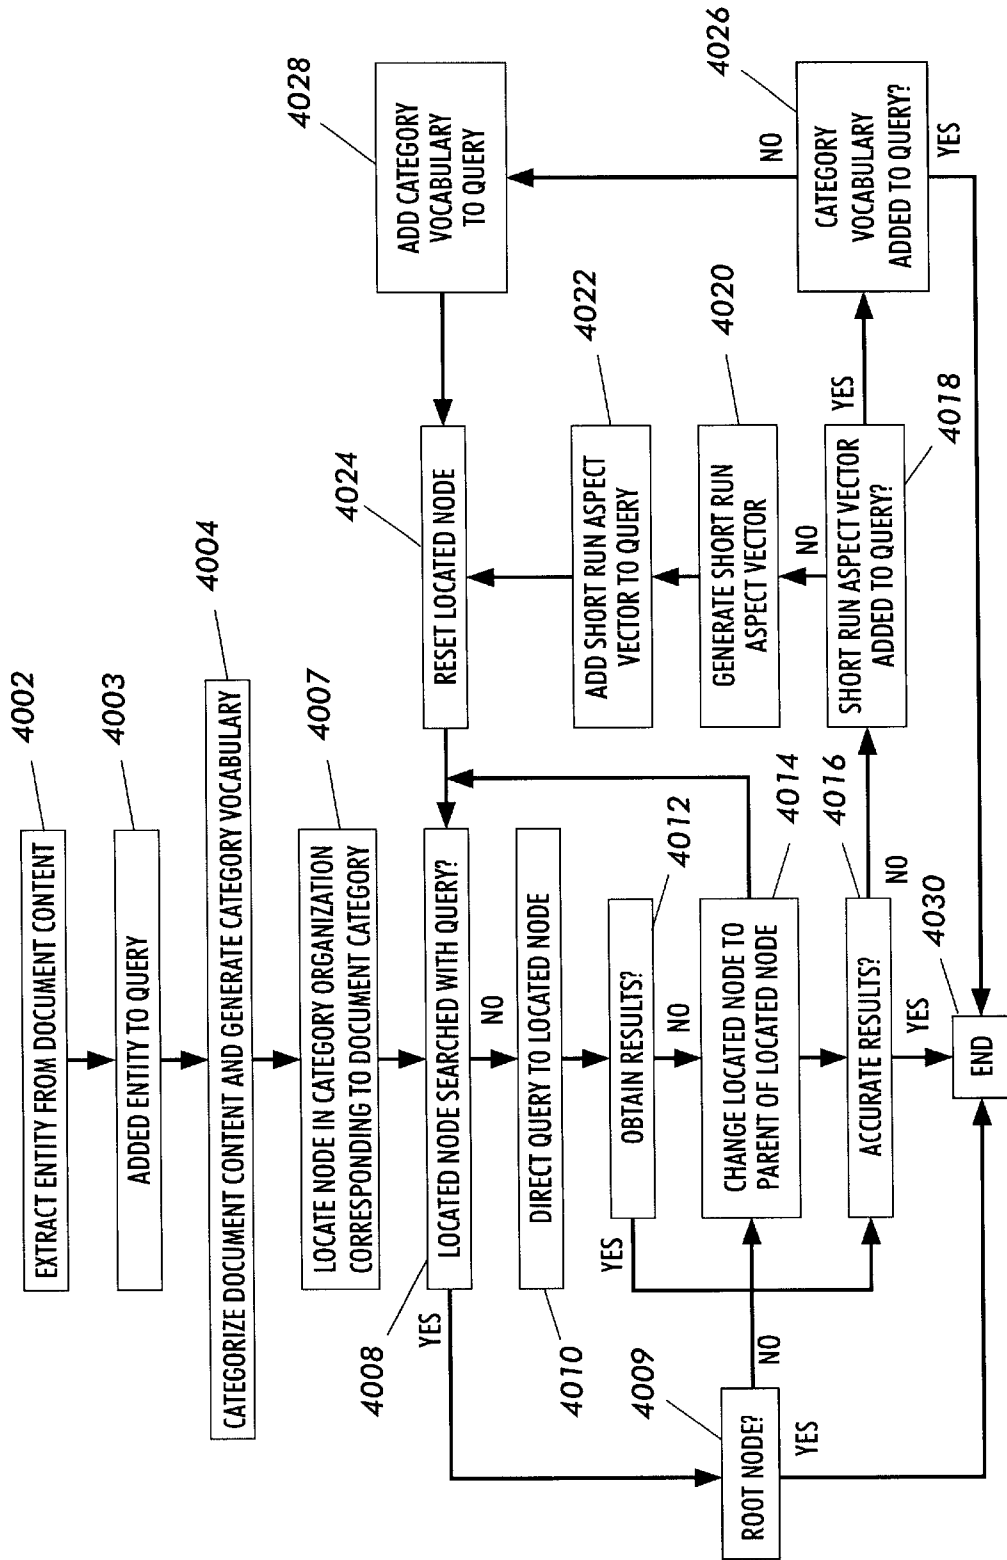 4002
EXTRACT ENTITY FROM DOCUMENT CONTENT
4003
ADDED ENTITY TO QUERY
4004
CATEGORIZE DOCUMENT CONTENT AND GENERATE CATEGORY VOCABULARY
4007
LOCATE NODE IN CATEGORY ORGANIZATION
CORRESPONDING TO DOCUMENT CATEGORY
4008
LOCATED NODE SEARCHED WITH QUERY?
YES
NO
4024
RESET LOCATED NODE
4028
ADD CATEGORY
VOCABULARY
TO QUERY
4010
DIRECT QUERY TO LOCATED NODE
4012
OBTAIN RESULTS?
YES
NO
4022
ADD SHORT RUN ASPECT
VECTOR TO QUERY
4009
ROOT NODE?
NO
YES
4014
CHANGE LOCATED NODE TO
PARENT OF LOCATED NODE
4020
GENERATE SHORT RUN
ASPECT VECTOR
4016
ACCURATE RESULTS?
NO
YES
4018
SHORT RUN ASPECT VECTOR
ADDED TO QUERY?
NO
YES
4026
CATEGORY
VOCABULARY
ADDED TO QUERY?
NO
YES
4030
END